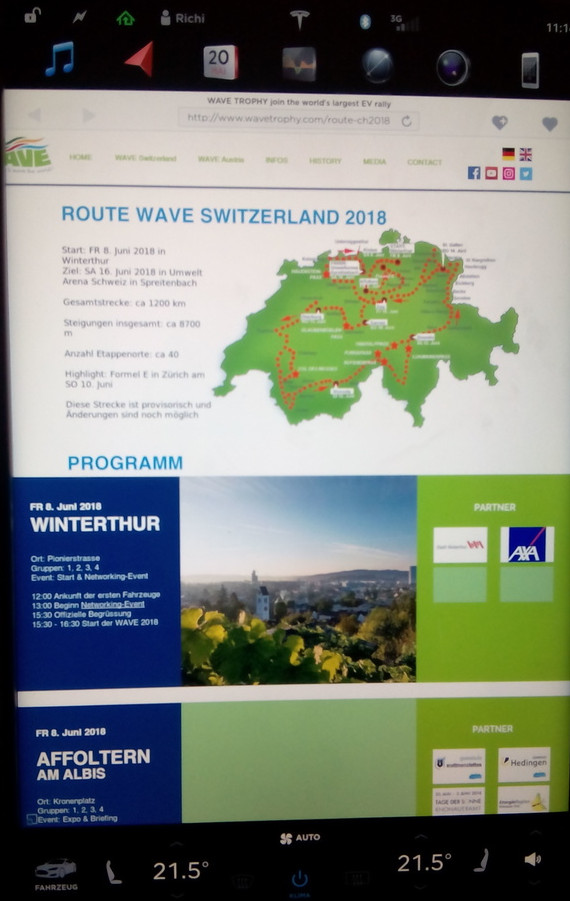 Richi
3G
20
WAVE TROPHY join the world's largest EV rally
http://www.wavetrophy.com/route-ch2018
AVE
HOME WAVE Switzerland WAVE Austria INFOS HISTORY MEDIA CONTACT
ROUTE WAVE SWITZERLAND 2018
Start: FR 8. Juni 2018 in
Winterthur
Ziel: SA 16. Juni 2018 in Umwelt
Arena Schweiz in Spreitenbach
Gesamtstrecke: ca 1200 km
Steigungen insgesamt: ca 8700
m
Anzahl Etappenorte: ca 40
Highlight: Formel E in Zürich am
SO 10. Juni
Diese Strecke ist provisorisch und
Änderungen sind noch möglich
PROGRAMM
FR 8. Juni 2018
WINTERTHUR
Ort: Pionierstrasse
Gruppen: 1, 2, 3, 4
Event: Start & Networking-Event
12:00 Ankunft der ersten Fahrzeuge
13:00 Beginn Networking-Event
15:30 Offizielle Begrüssung
15:30 - 16:30 Start der WAVE 2018
PARTNER
AXA
FR 8. Juni 2018
AFFOLTERN
AM ALBIS
Ort: Kronenplatz
Gruppen: 1, 2, 3, 4
Event: Expo & Briefing
PARTNER
Hedingen
AUTO
21.5°
21.5°
FAHRZEUG
KLIMA